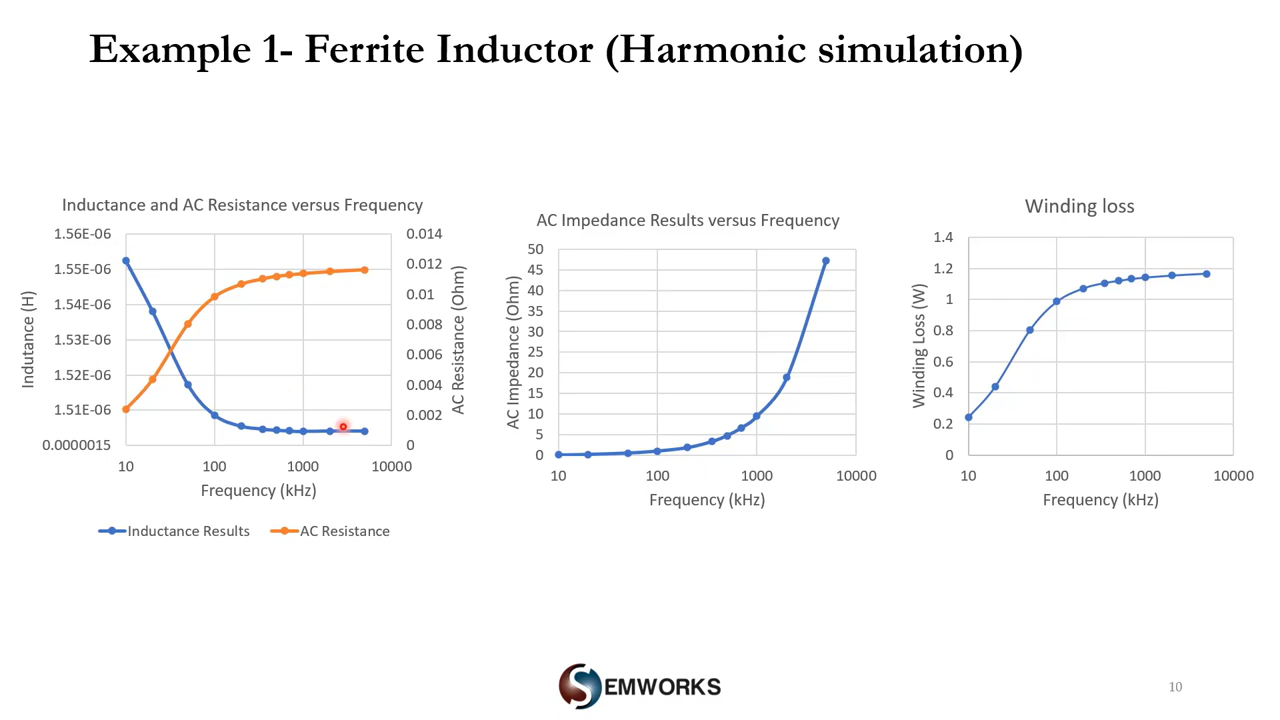 Example 1- Ferrite Inductor (Harmonic simulation)
Inductance and AC Resistance versus Frequency
1.56E-06
1.55E-06
1.54E-06
1.53E-06
1.52E-06
1.51E-06
0.0000015
Indutance (H)
0.014
0.012
0.01
0.008
0.006
0.004
0.002
0
AC Resistance (Ohm)
10 100 1000 10000
Frequency (kHz)
Inductance Results AC Resistance
AC Impedance Results versus Frequency
50
45
40
35
30
25
20
15
10
5
0
AC Impedance (Ohm)
10 100 1000 10000
Frequency (kHz)
Winding loss
1.4
1.2
1
0.8
0.6
0.4
0.2
0
Winding Loss (W)
10 100 1000 10000
Frequency (kHz)
EMWORKS
10